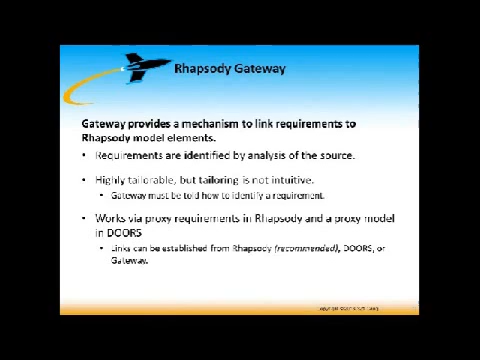 Rhapsody Gateway
Gateway provides a mechanism to link requirements to
Rhapsody model elements.
• Requirements are identified by analysis of the source.
• Highly tailorable, but tailoring is not intuitive.
• Gateway must be told how to identify a requirement.
• Works via proxy requirements in Rhapsody and a proxy model
in DOORS
• Links can be established from Rhapsody (recommended), DOORS, or
Gateway.